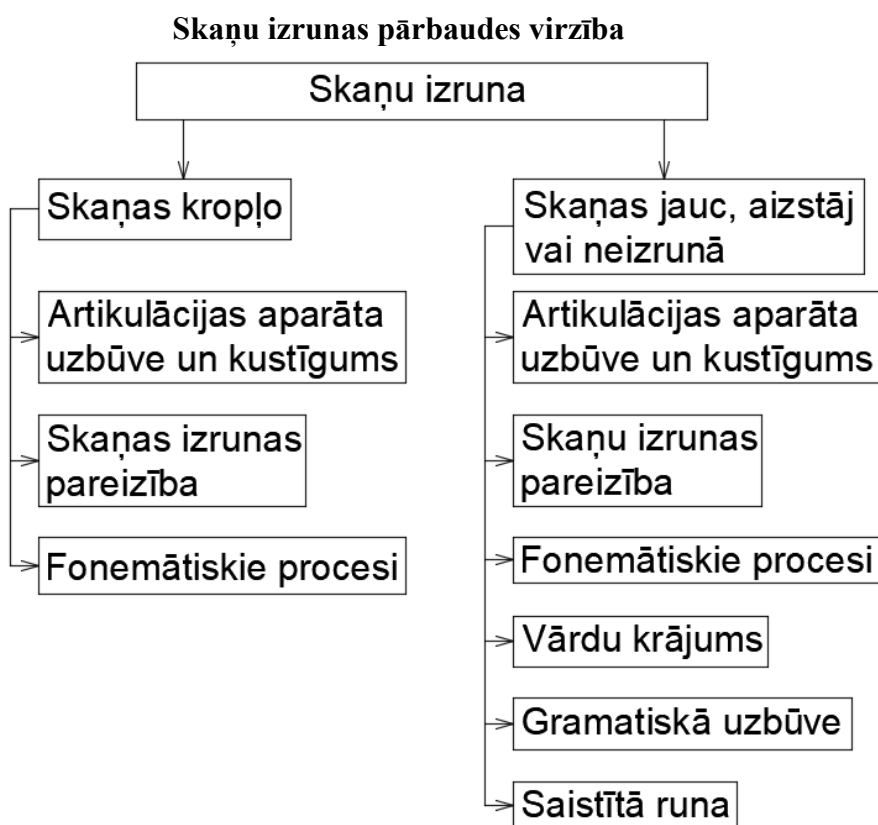 Skaņu izrunas pārbaudes virzība
Skaņu izruna
Skaņas kropļo
Artikulācijas aparāta
uzbūve un kustīgums
Skaņas izrunas
pareizība
Fonemātiskie procesi
Skaņas jauc, aizstāj
vai neizrunā
Artikulācijas aparāta
uzbūve un kustīgums
Skaņu izrunas
pareizība
Fonemātiskie procesi
Vārdu krājums
Gramatiskā uzbūve
Saistītā runa